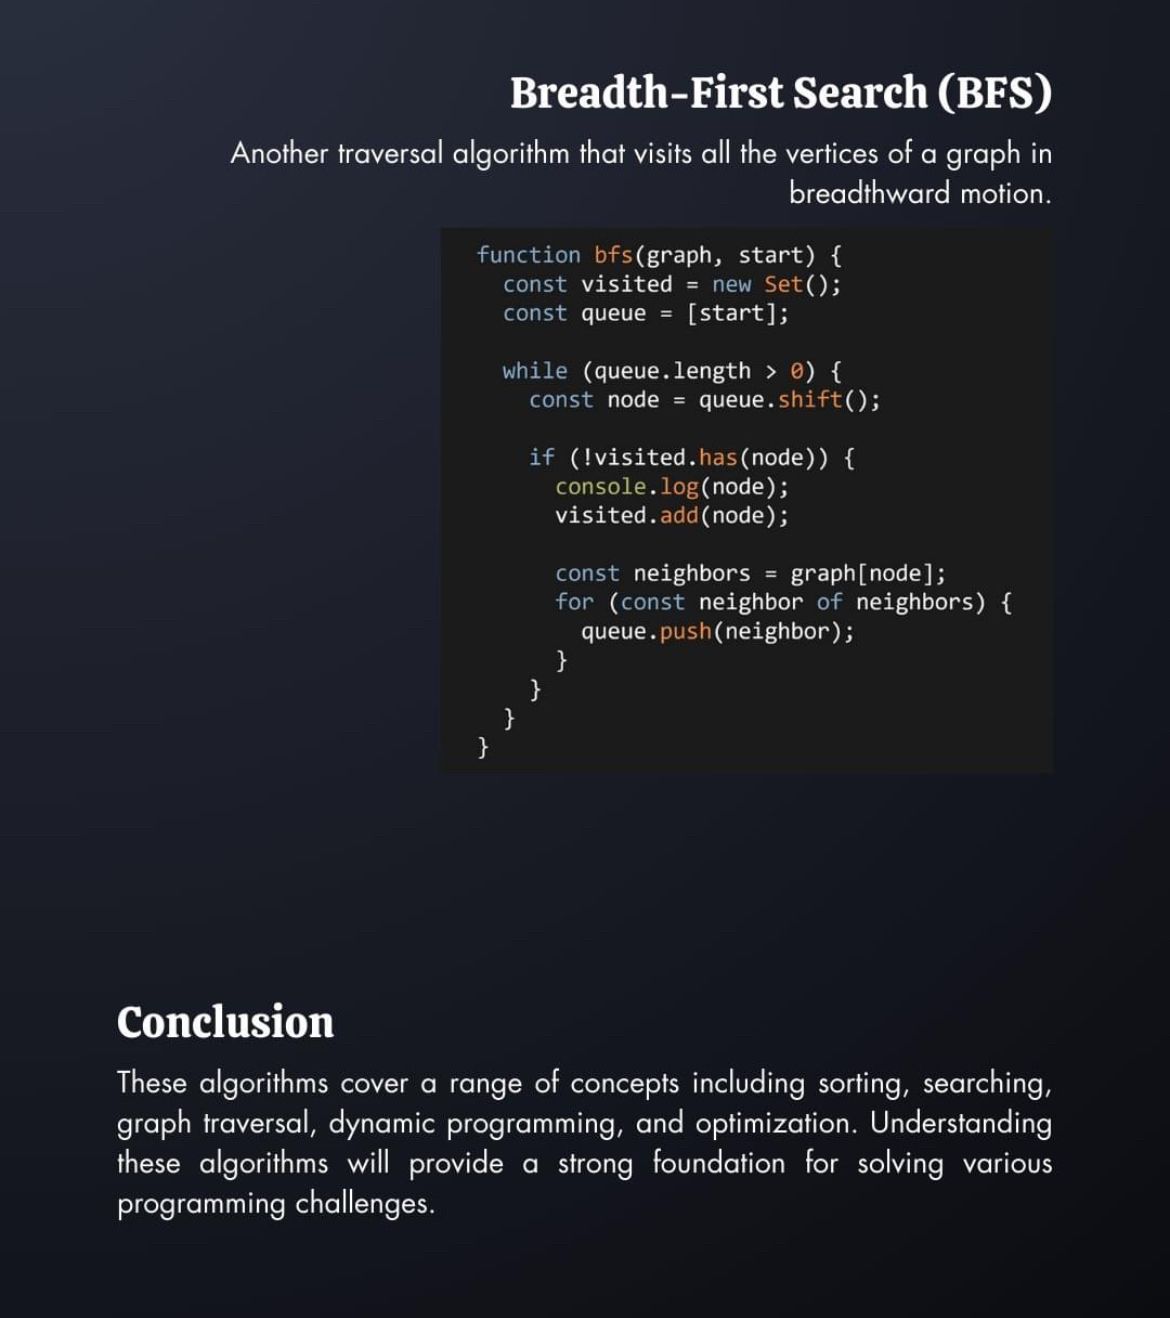 Breadth-First Search (BFS)
Another traversal algorithm that visits all the vertices of a graph in
breadthward motion.
function bfs(graph, start) {
  const visited = new Set();
  const queue = [start];

  while (queue.length > 0) {
    const node = queue.shift();

    if (!visited.has(node)) {
      console.log(node);
      visited.add(node);

      const neighbors = graph[node];
      for (const neighbor of neighbors) {
        queue.push(neighbor);
      }
    }
  }
}
Conclusion
These algorithms cover a range of concepts including sorting, searching,
graph traversal, dynamic programming, and optimization. Understanding
these algorithms will provide a strong foundation for solving various
programming challenges.